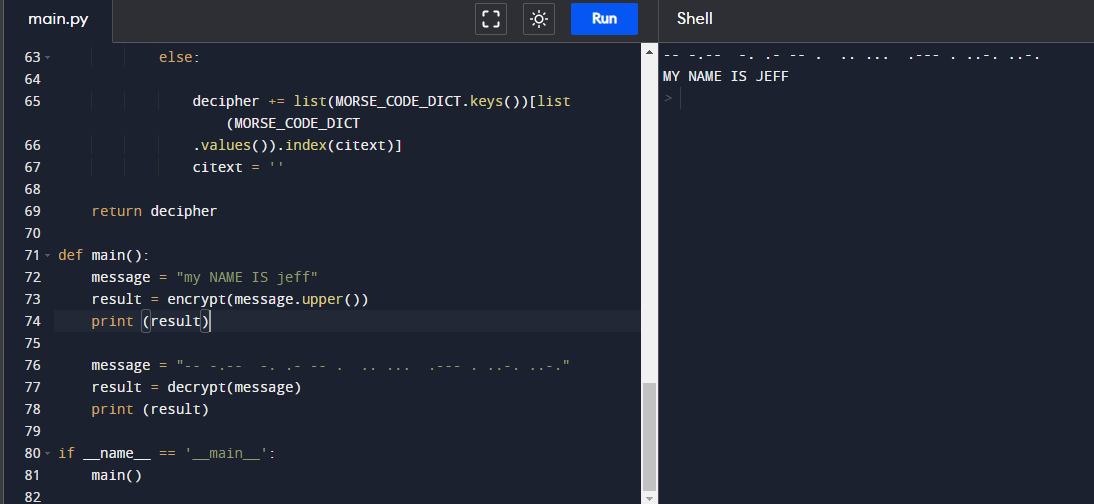 main.py
Run
Shell
63 else:
64
65 decipher += list(MORSE_CODE_DICT.keys())[list
(MORSE_CODE_DICT
66 .values()).index(citext)]
67 citext = ''
68
69 return decipher
70
71 def main():
72 message = "my NAME IS jeff"
73 result = encrypt(message.upper())
74 print (result)
75
76 message = "-- -.--  -. .- -- .  .. ...  .--- . ..-. ..-."
77 result = decrypt(message)
78 print (result)
79
80 if __name__ == '__main__':
81 main()
82
-- -.--  -. .- -- .  .. ...  .--- . ..-. ..-.
MY NAME IS JEFF
>